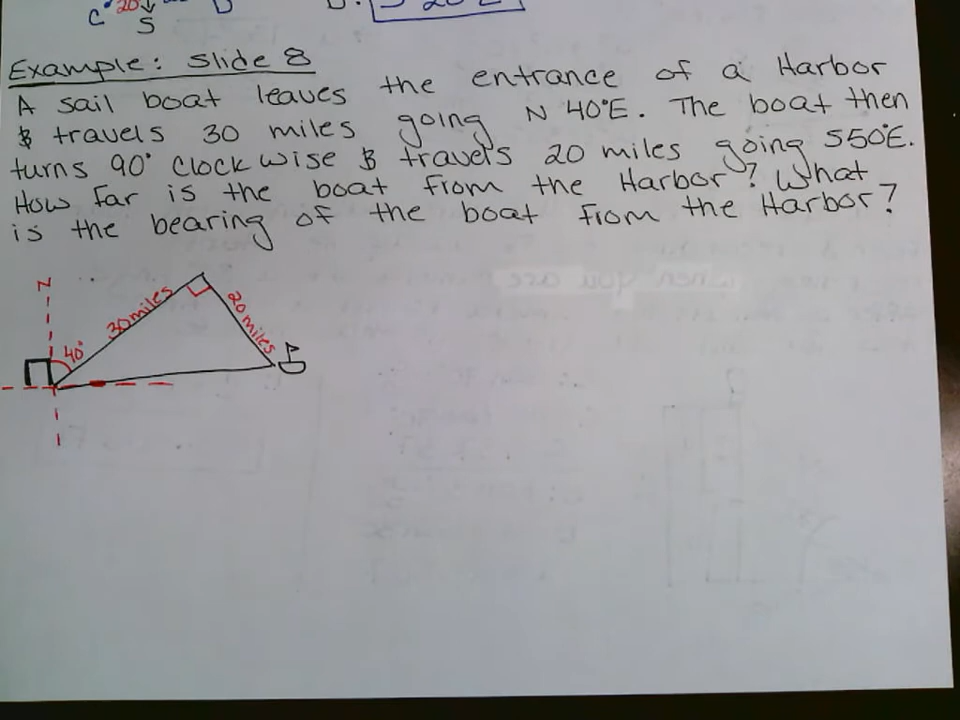 C 20
S
Example: Slide 8
A sail boat leaves the entrance of a Harbor
& travels 30 miles going N 40°E. The boat then
turns 90° Clockwise & travels 20 miles going S50°E.
How far is the boat from the Harbor? What
is the bearing of the boat from the Harbor?
N
30 miles
20 miles
40°